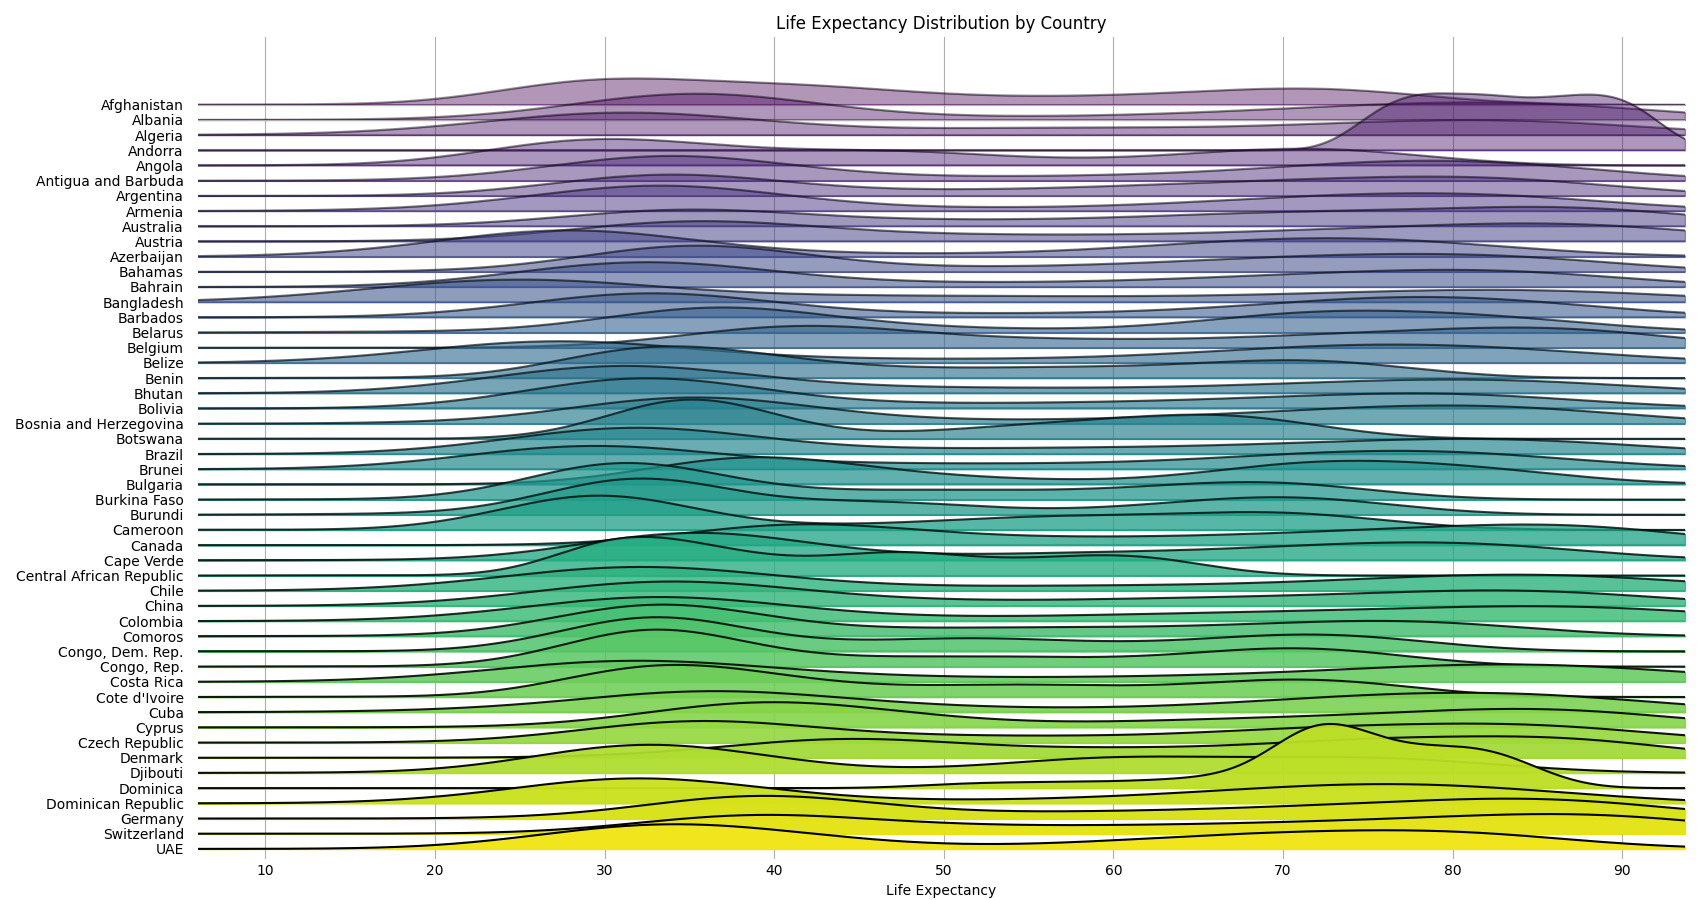 Life Expectancy Distribution by Country
Afghanistan
Albania
Algeria
Andorra
Angola
Antigua and Barbuda
Argentina
Armenia
Australia
Austria
Azerbaijan
Bahamas
Bahrain
Bangladesh
Barbados
Belarus
Belgium
Belize
Benin
Bhutan
Bolivia
Bosnia and Herzegovina
Botswana
Brazil
Brunei
Bulgaria
Burkina Faso
Burundi
Cameroon
Canada
Cape Verde
Central African Republic
Chile
China
Colombia
Comoros
Congo, Dem. Rep.
Congo, Rep.
Costa Rica
Cote d'Ivoire
Cuba
Cyprus
Czech Republic
Denmark
Djibouti
Dominica
Dominican Republic
Germany
Switzerland
UAE
10 20 30 40 50 60 70 80 90
Life Expectancy